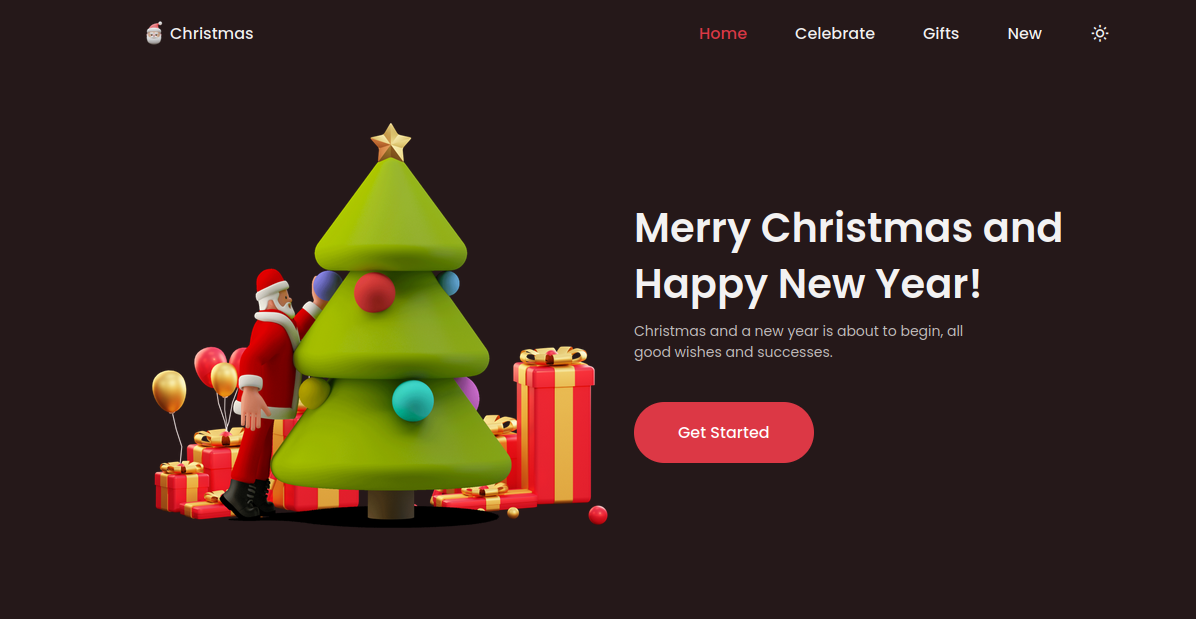 Christmas
Home Celebrate Gifts New
Merry Christmas and
Happy New Year!
Christmas and a new year is about to begin, all
good wishes and successes.
Get Started